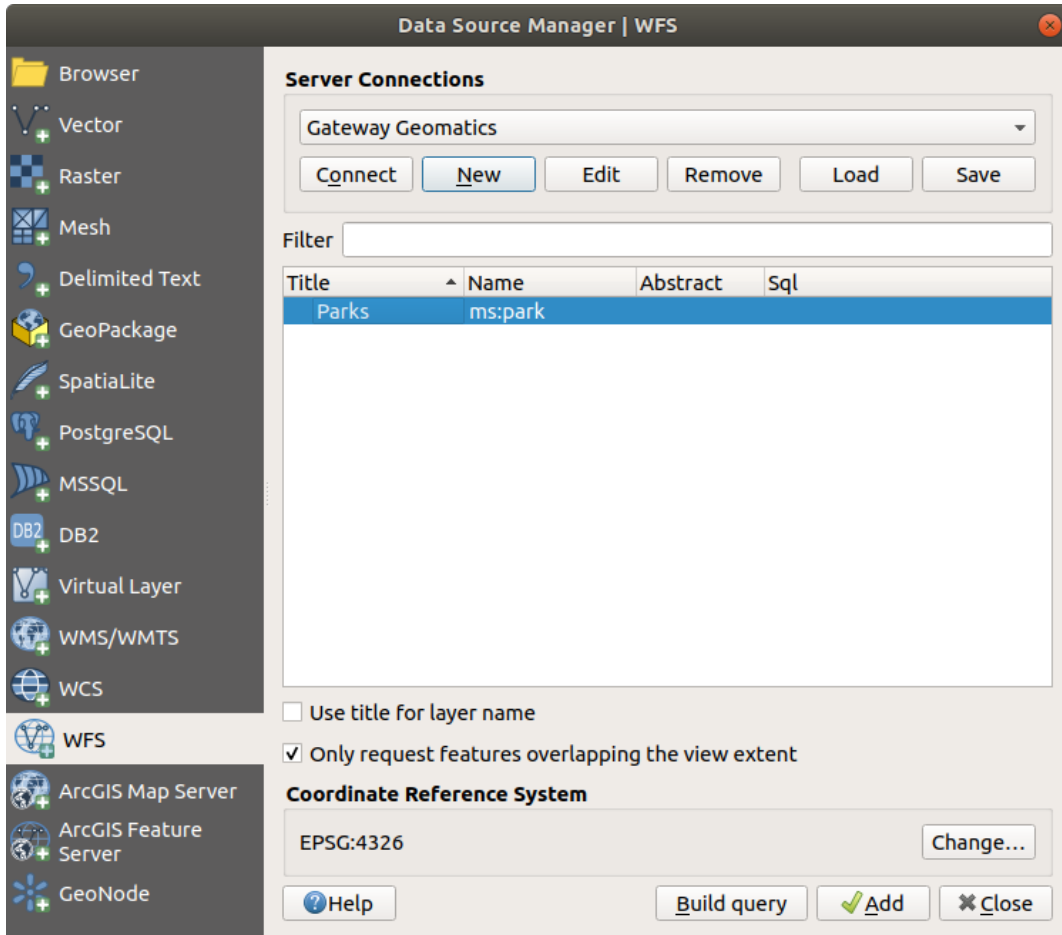 Data Source Manager | WFS
Browser
Vector
Raster
Mesh
Delimited Text
GeoPackage
SpatiaLite
PostgreSQL
MSSQL
DB2
DB2
Virtual Layer
WMS/WMTS
WCS
WFS
ArcGIS Map Server
ArcGIS Feature
Server
GeoNode
Server Connections
Gateway Geomatics
Connect New Edit Remove Load Save
Filter
Title Name Abstract Sql
Parks ms:park
Use title for layer name
Only request features overlapping the view extent
Coordinate Reference System
EPSG:4326 Change...
Help Build query Add Close